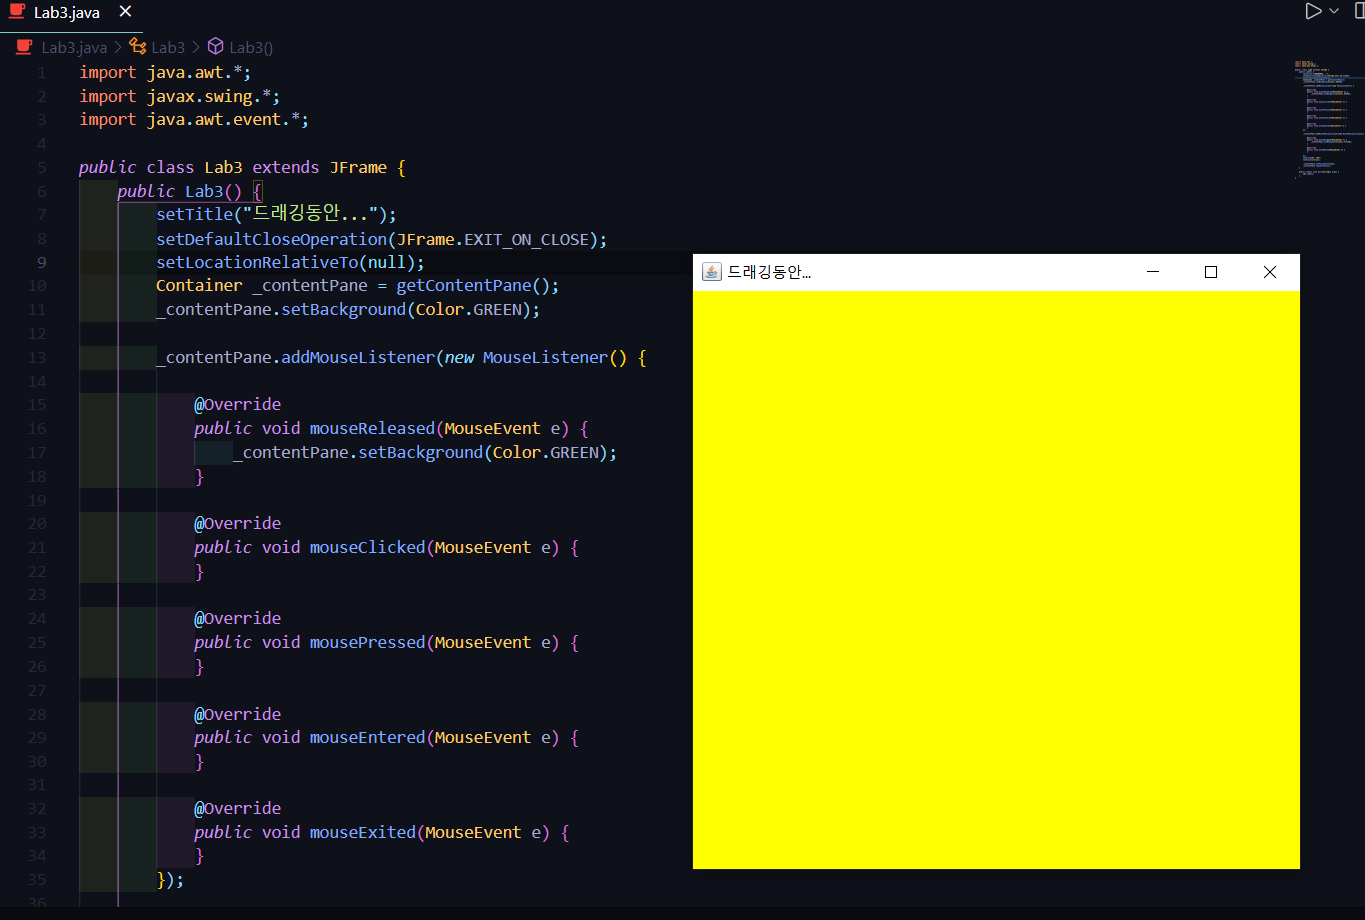 Lab3.java
Lab3.java > Lab3 > Lab3()
1 import java.awt.*;
2 import javax.swing.*;
3 import java.awt.event.*;
4
5 public class Lab3 extends JFrame {
6 public Lab3() {
7 setTitle("드래깅동안...");
8 setDefaultCloseOperation(JFrame.EXIT_ON_CLOSE);
9 setLocationRelativeTo(null);
10 Container _contentPane = getContentPane();
11 _contentPane.setBackground(Color.GREEN);
12
13 _contentPane.addMouseListener(new MouseListener() {
14
15 @Override
16 public void mouseReleased(MouseEvent e) {
17 _contentPane.setBackground(Color.GREEN);
18 }
19
20 @Override
21 public void mouseClicked(MouseEvent e) {
22 }
23
24 @Override
25 public void mousePressed(MouseEvent e) {
26 }
27
28 @Override
29 public void mouseEntered(MouseEvent e) {
30 }
31
32 @Override
33 public void mouseExited(MouseEvent e) {
34 }
35 });
36
드래깅동안...